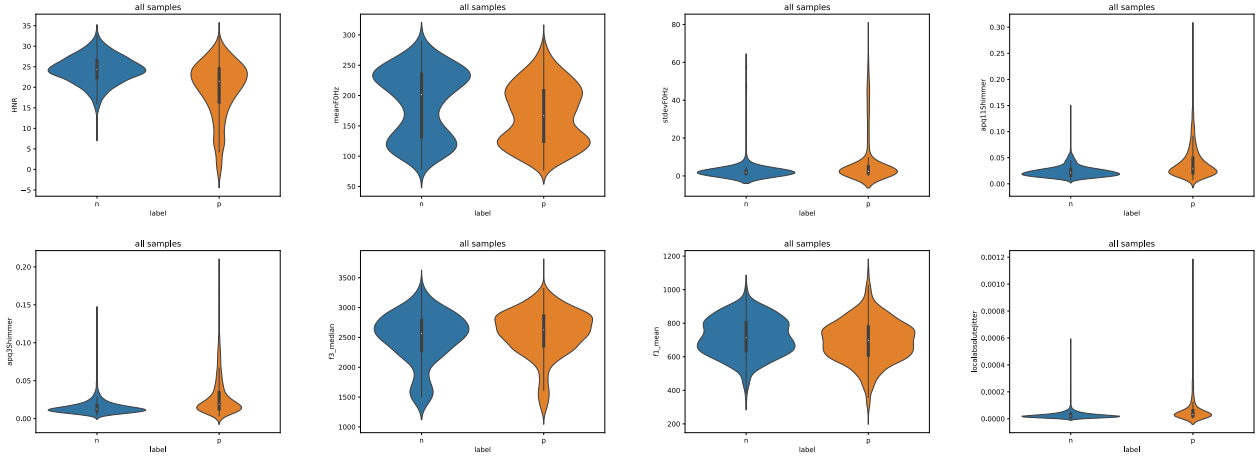 all samples
HNR
35
30
25
20
15
10
5
0
−5
n
p
label
all samples
meanF0Hz
300
250
200
150
100
50
n
p
label
all samples
stdevF0Hz
80
60
40
20
0
n
p
label
all samples
apq11Shimmer
0.30
0.25
0.20
0.15
0.10
0.05
0.00
n
p
label
all samples
apq3Shimmer
0.20
0.15
0.10
0.05
0.00
n
p
label
all samples
f3_median
3500
3000
2500
2000
1500
1000
n
p
label
all samples
f1_mean
1200
1000
800
600
400
200
n
p
label
all samples
localabsoluteJitter
0.0012
0.0010
0.0008
0.0006
0.0004
0.0002
0.0000
n
p
label